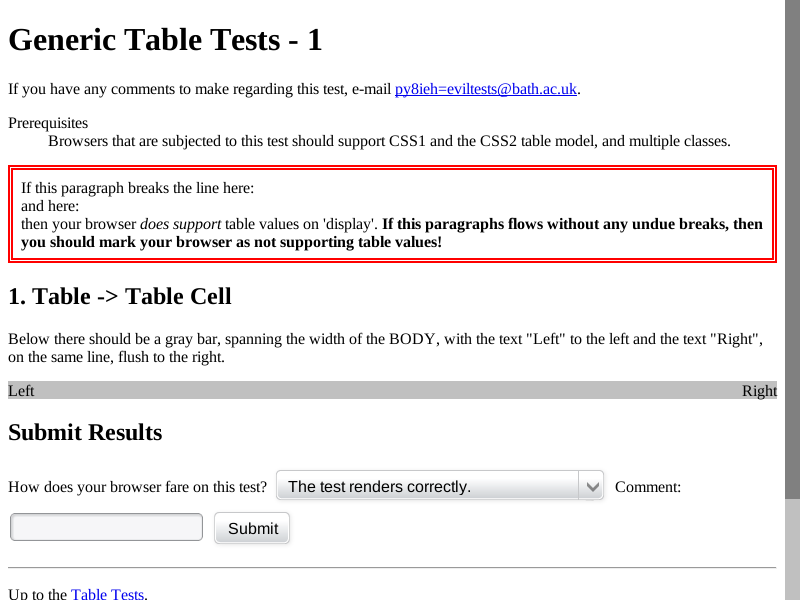 Generic Table Tests - 1
If you have any comments to make regarding this test, e-mail py8ieh=eviltests@bath.ac.uk.
Prerequisites
Browsers that are subjected to this test should support CSS1 and the CSS2 table model, and multiple classes.
If this paragraph breaks the line here:
and here:
then your browser does support table values on 'display'. If this paragraphs flows without any undue breaks, then
you should mark your browser as not supporting table values!
1. Table -> Table Cell
Below there should be a gray bar, spanning the width of the BODY, with the text "Left" to the left and the text "Right",
on the same line, flush to the right.
Left Right
Submit Results
How does your browser fare on this test? The test renders correctly. Comment:
Submit
Up to the Table Tests.